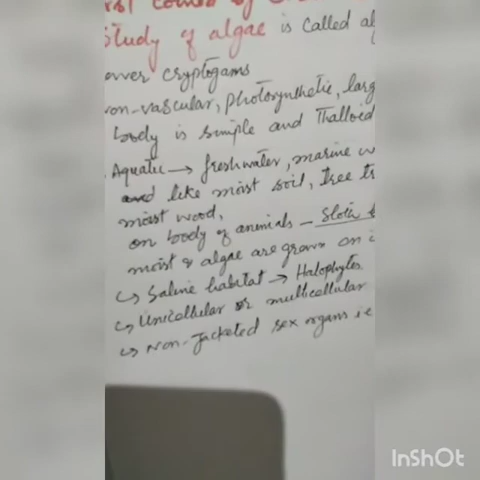 Study of algae is called al
cryptogams
non-vascular, photosynthetic, larg
body is simple and Thalloid
Aquatic → freshwater, marine w
and like moist soil, tree tr
moist wood,
on body of animals - Sloth
moist & algae are grown on
↪ Saline habitat → Halophytes
↪ Unicellular or multicellular
↪ Non-Jacketed sex organs i.e
InShOt